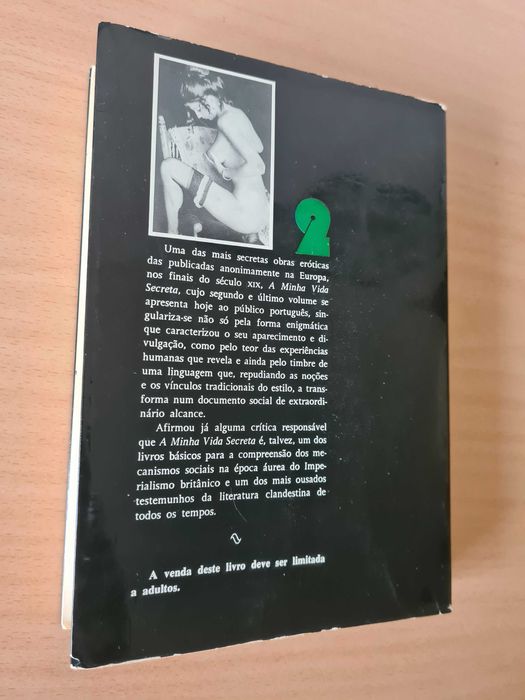 2
Uma das mais secretas obras eróticas
das publicadas anonimamente na Europa,
nos finais do século XIX, A Minha Vida
Secreta, cujo segundo e último volume se
apresenta hoje ao público português, sin-
gulariza-se não só pela forma enigmática
que caracterizou o seu aparecimento e di-
vulgação, como pelo teor das experiências
humanas que revela e ainda pelo timbre de
uma linguagem que, repudiando as noções
e os vínculos tradicionais do estilo, a trans-
forma num documento social de extraordi-
nário alcance.
Afirmou já alguma crítica responsável
que A Minha Vida Secreta é, talvez, um dos
livros básicos para a compreensão dos me-
canismos sociais na época áurea do Impe-
rialismo britânico e um dos mais ousados
testemunhos da literatura clandestina de
todos os tempos.
A venda deste livro deve ser limitada
a adultos.